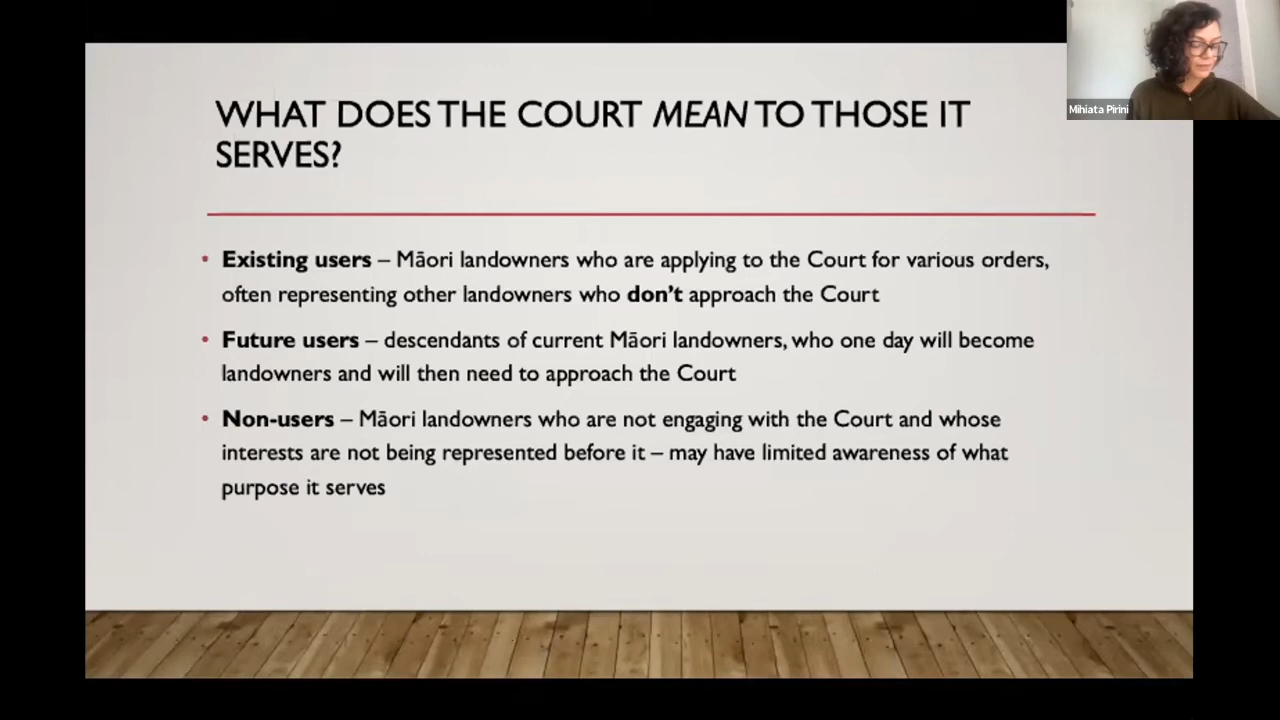 WHAT DOES THE COURT MEAN TO THOSE IT
SERVES?
Mihiata Pirini
• Existing users – Māori landowners who are applying to the Court for various orders,
often representing other landowners who don't approach the Court
• Future users – descendants of current Māori landowners, who one day will become
landowners and will then need to approach the Court
• Non-users – Māori landowners who are not engaging with the Court and whose
interests are not being represented before it – may have limited awareness of what
purpose it serves